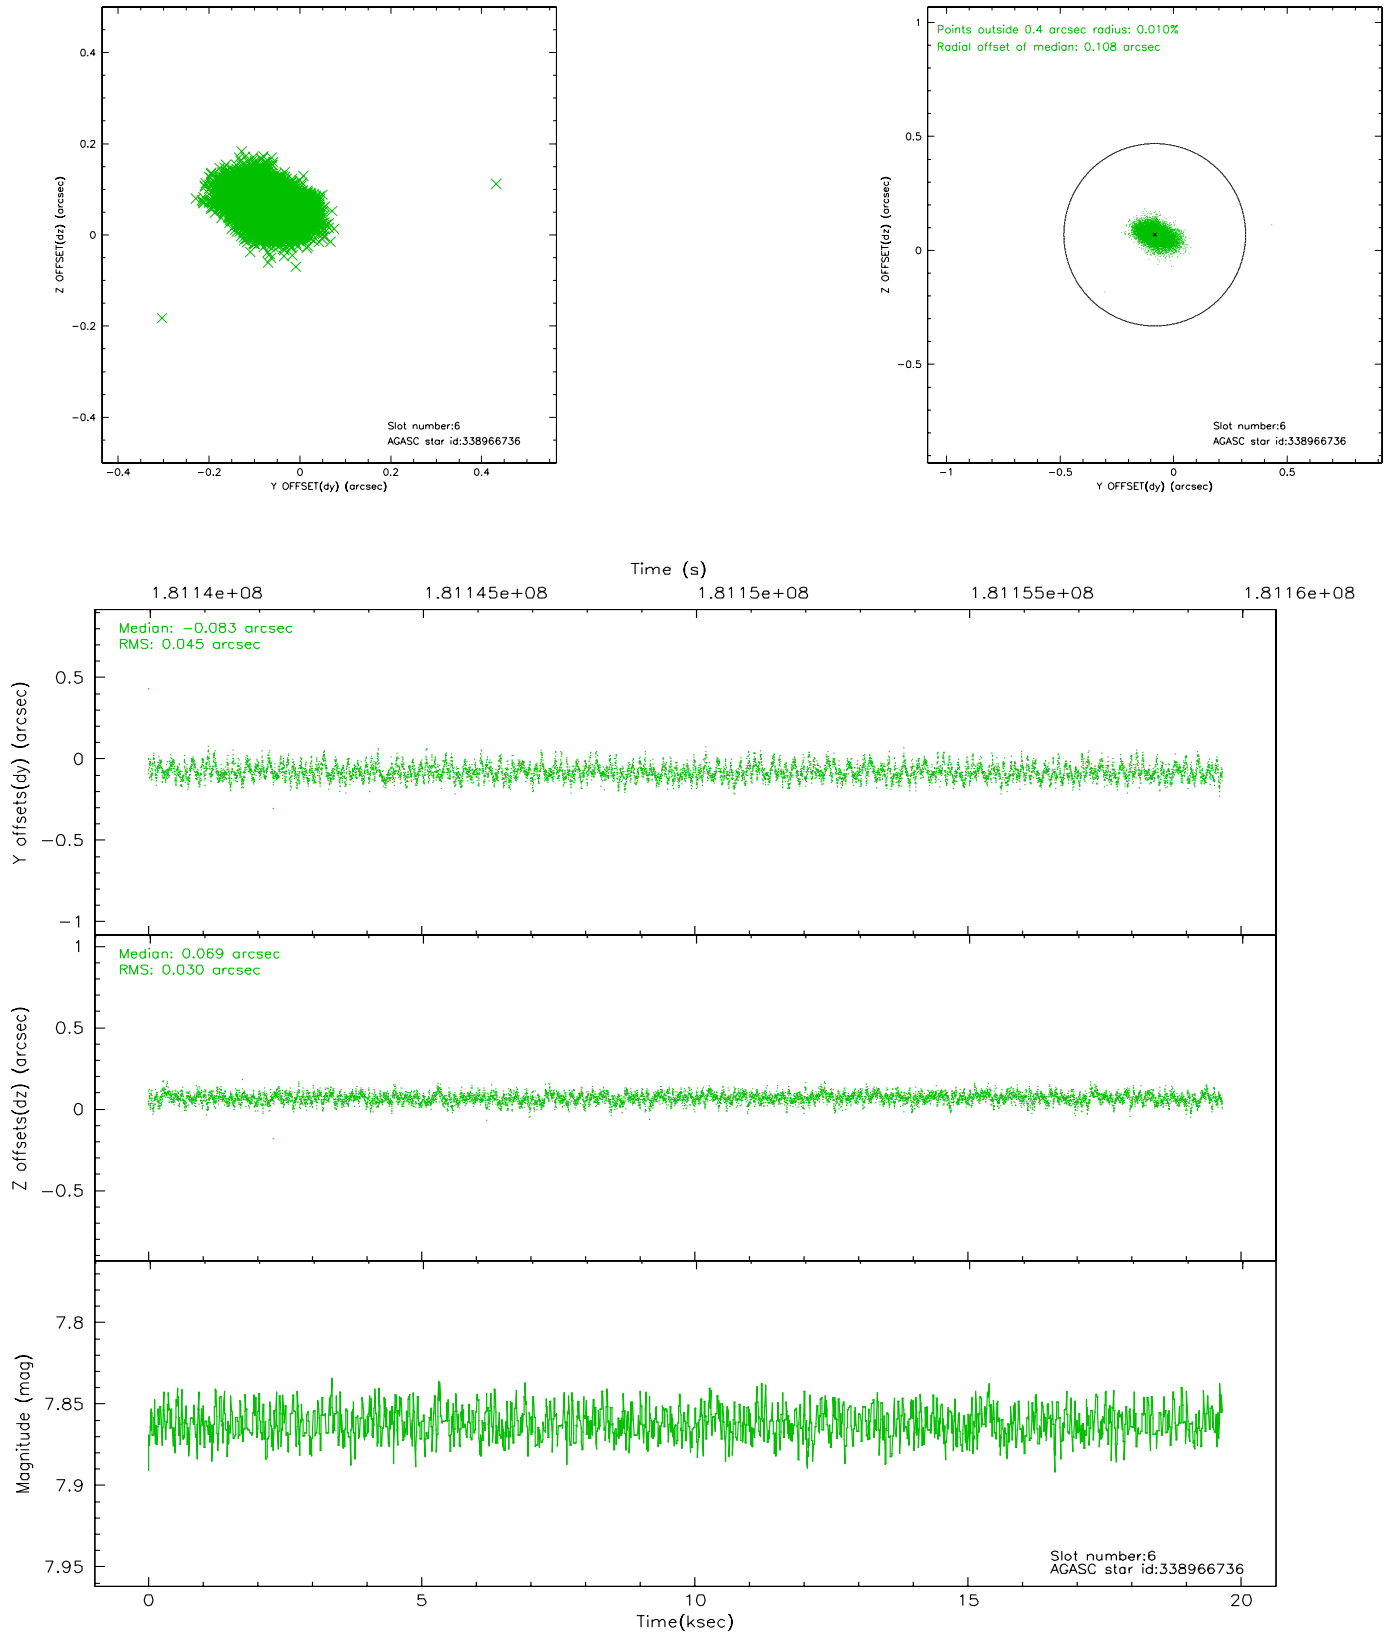 0.4
0.2
0
−0.2
−0.4
Z OFFSET(dz) (arcsec)
Slot number:6
AGASC star id:338966736
−0.4
−0.2
0
0.2
0.4
Y OFFSET(dy) (arcsec)
Points outside 0.4 arcsec radius: 0.010%
Radial offset of median: 0.108 arcsec
1
0.5
0
−0.5
Z OFFSET(dz) (arcsec)
Slot number:6
AGASC star id:338966736
−1
−0.5
0
0.5
Y OFFSET(dy) (arcsec)
Time (s)
1.8114e+08
1.81145e+08
1.8115e+08
1.81155e+08
1.8116e+08
Median: −0.083 arcsec
RMS: 0.045 arcsec
0.5
0
−0.5
−1
Y offsets(dy) (arcsec)
Median: 0.069 arcsec
RMS: 0.030 arcsec
1
0.5
0
−0.5
Z offsets(dz) (arcsec)
7.8
7.85
7.9
7.95
Magnitude (mag)
Slot number:6
AGASC star id:338966736
0
5
10
15
20
Time(ksec)